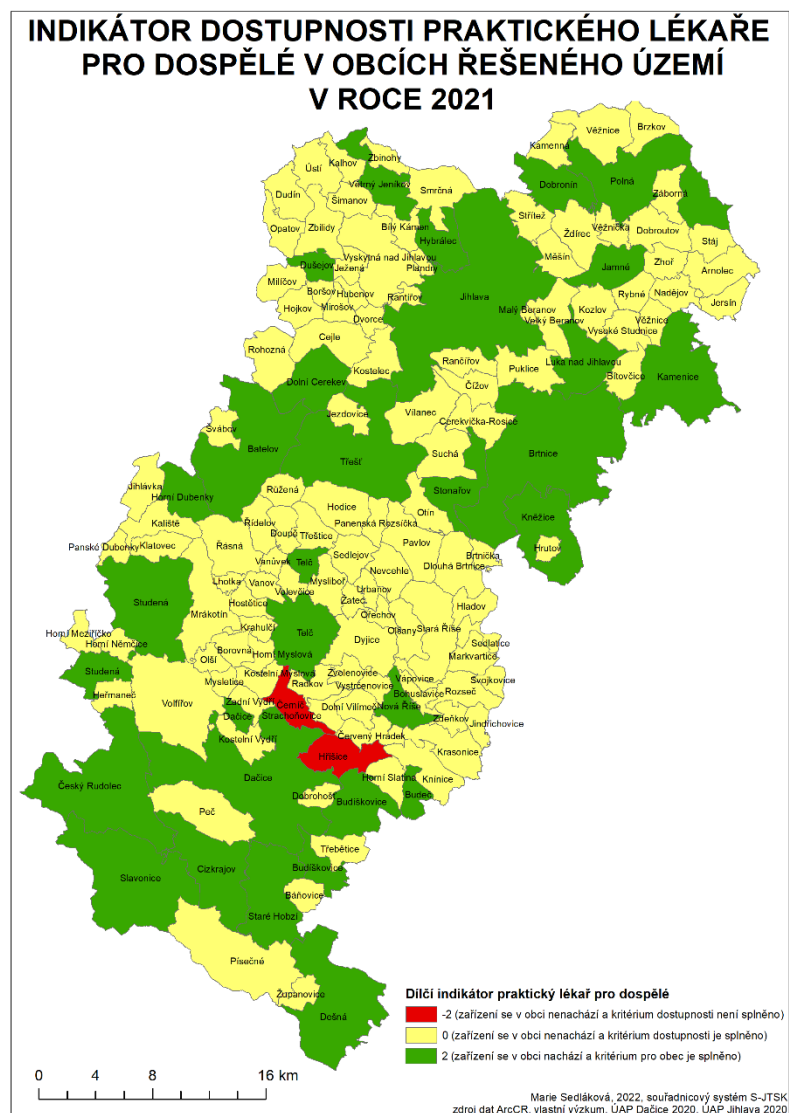 INDIKÁTOR DOSTUPNOSTI PRAKTICKÉHO LÉKAŘE
PRO DOSPĚLÉ V OBCÍCH ŘEŠENÉHO ÚZEMÍ
V ROCE 2021
Věžnice
Brzkov
Kamenná
Zbinohy
Kalhov
Ústí
Větrný Jeníkov
Smrčná
Dobronín
Polná
Záborná
Dudín
Šimanov
Opatov
Zbilidy
Bílý Kámen
Hybrálec
Střítež
Ždírec
Věžnička
Dobroutov
Stáj
Vyskytná nad Jihlavou
Dušejov
Ježená
Plandry
Měšín
Jamné
Zhoř
Arnolec
Milíčov
Boršov
Hubenov
Rantířov
Jihlava
Rybné
Nadějov
Jersín
Hojkov
Mirošov
Dvorce
Malý Beranov
Velký Beranov
Kozlov
Věžnice
Vysské Studnice
Rohozná
Cejle
Kostelec
Rančířov
Puklice
Luka nad Jihlavou
Bítovčice
Kamenice
Dolní Cerekev
Čížov
Jezdovice
Vílanec
Cerekvička-Rosice
Švábov
Batelov
Třešť
Suchá
Brtnice
Jihlávka
Horní Dubenky
Růžená
Stonařov
Hodice
Otín
Kněžice
Kaliště
Řídelov
Doupě
Třeštice
Panenská Rozsíčka
Hrutov
Panské Dubenky
Klatovec
Řásná
Vanůvek
Telč
Sedlejov
Pavlov
Brtnička
Dlouhá Brtnice
Nevcehle
Lhotka
Vanov
Mysliboř
Urbanov
Studená
Volevčice
Žatec
Hostětice
Mrákotín
Krahulčí
Telč
Ořechov
Olšany
Stará Říše
Hladov
Horní Meziříčko
Horní Němčice
Borovná
Horní Myslová
Dyjice
Sedlatice
Markvartice
Olší
Studená
Mysletice
Kostelní Myslová
Radkov
Zvolenovice
Vystrčenovice
Vápovice
Bohuslavice
Rozseč
Svojkovice
Heřmaneč
Volfířov
Zadní Vydří
Černíč
Dolní Vilímeč
Nová Říše
Dačice
Strachoňovice
Zdeňkov
Jindřichovice
Kostelní Vydří
Červený Hradek
Krasonice
Hříšice
Český Rudolec
Dačice
Horní Slatina
Knínice
Peč
Dobrohošť
Budíškovice
Budeč
Třebětice
Slavonice
Cizkrajov
Budíškovice
Báňovice
Staré Hobzí
Písečné
Županovice
Dešná
Dílčí indikátor praktický lékař pro dospělé
-2 (zařízení se v obci nenachází a kritérium dostupnosti není splněno)
0 (zařízení se v obci nenachází a kritérium dostupnosti je splněno)
2 (zařízení se v obci nachází a kritérium pro obec je splněno)
0 4 8 16 km
Marie Sedláková, 2022, souřadnicový systém S-JTSK
zdroj dat ArcCR, vlastní výzkum, ÚAP Dačice 2020, ÚAP Jihlava 2020